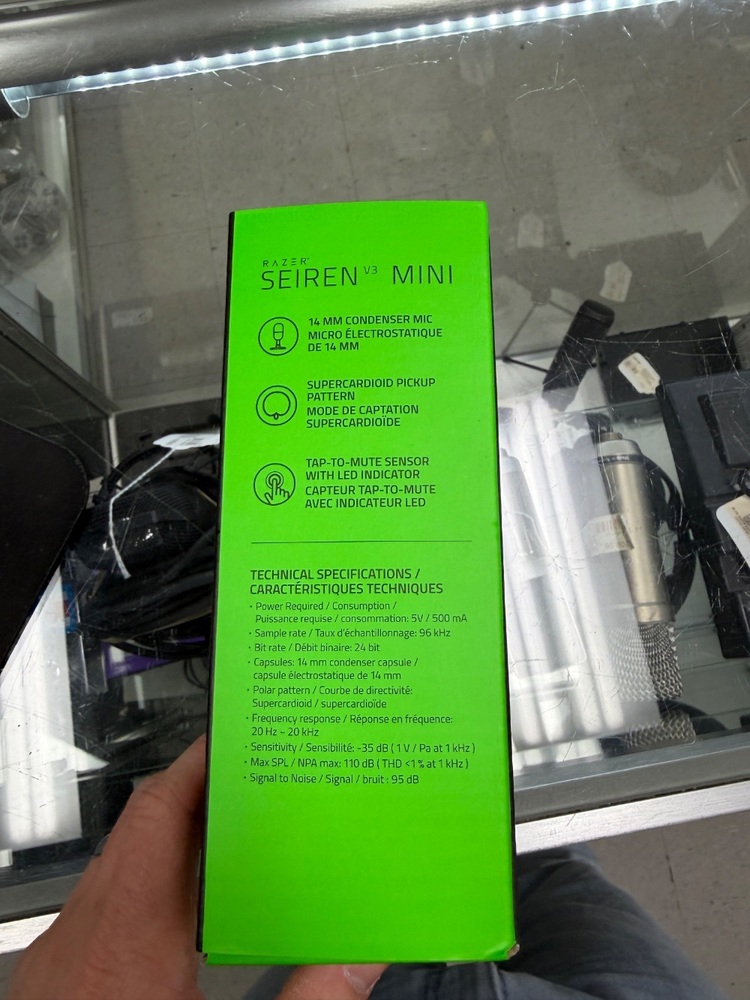 RAZER
SEIREN V3 MINI
14 MM CONDENSER MIC
MICRO ÉLECTROSTATIQUE
DE 14 MM
SUPERCARDIOID PICKUP
PATTERN
MODE DE CAPTATION
SUPERCARDIOÏDE
TAP-TO-MUTE SENSOR
WITH LED INDICATOR
CAPTEUR TAP-TO-MUTE
AVEC INDICATEUR LED
TECHNICAL SPECIFICATIONS /
CARACTÉRISTIQUES TECHNIQUES
• Power Required / Consumption /
Puissance requise / consommation: 5V / 500 mA
• Sample rate / Taux d'échantillonnage: 96 kHz
• Bit rate / Débit binaire: 24 bit
• Capsules: 14 mm condenser capsule /
capsule électrostatique de 14 mm
• Polar pattern / Courbe de directivité:
Supercardioid / supercardioïde
• Frequency response / Réponse en fréquence:
20 Hz ~ 20 kHz
• Sensitivity / Sensibilité: -35 dB ( 1 V / Pa at 1 kHz )
• Max SPL / NPA max: 110 dB ( THD <1 % at 1 kHz )
• Signal to Noise / Signal / bruit : 95 dB